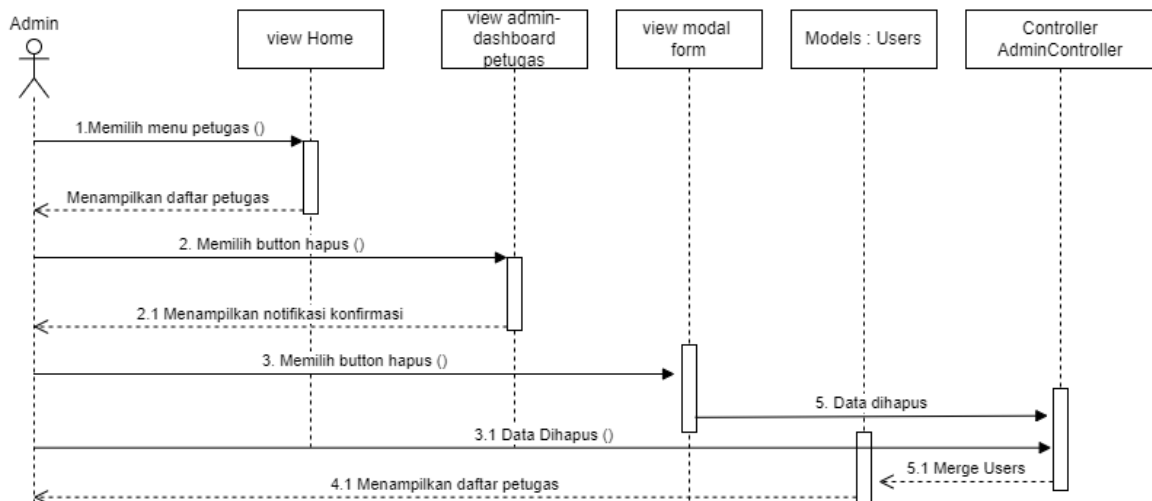 Admin
view Home
view admin-
dashboard
petugas
view modal
form
Models : Users
Controller
AdminController
1.Memilih menu petugas ()
Menampilkan daftar petugas
2. Memilih button hapus ()
2.1 Menampilkan notifikasi konfirmasi
3. Memilih button hapus ()
5. Data dihapus
3.1 Data Dihapus ()
5.1 Merge Users
4.1 Menampilkan daftar petugas